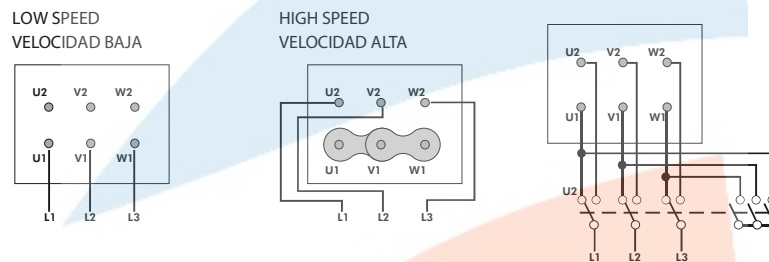 LOW SPEED
VELOCIDAD BAJA
U2 V2 W2
U1 V1 W1
L1 L2 L3
HIGH SPEED
VELOCIDAD ALTA
U2 V2 W2
U1 V1 W1
L1 L2 L3
U2 V2 W2
U1 V1 W1
U2
L1 L2 L3